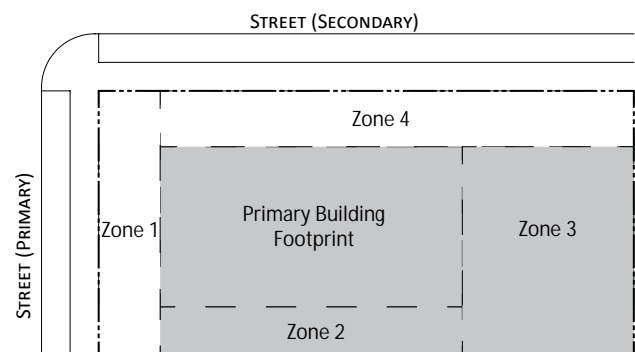 STREET (SECONDARY)
Zone 4
STREET (PRIMARY)
Zone 1
Primary Building
Footprint
Zone 3
Zone 2